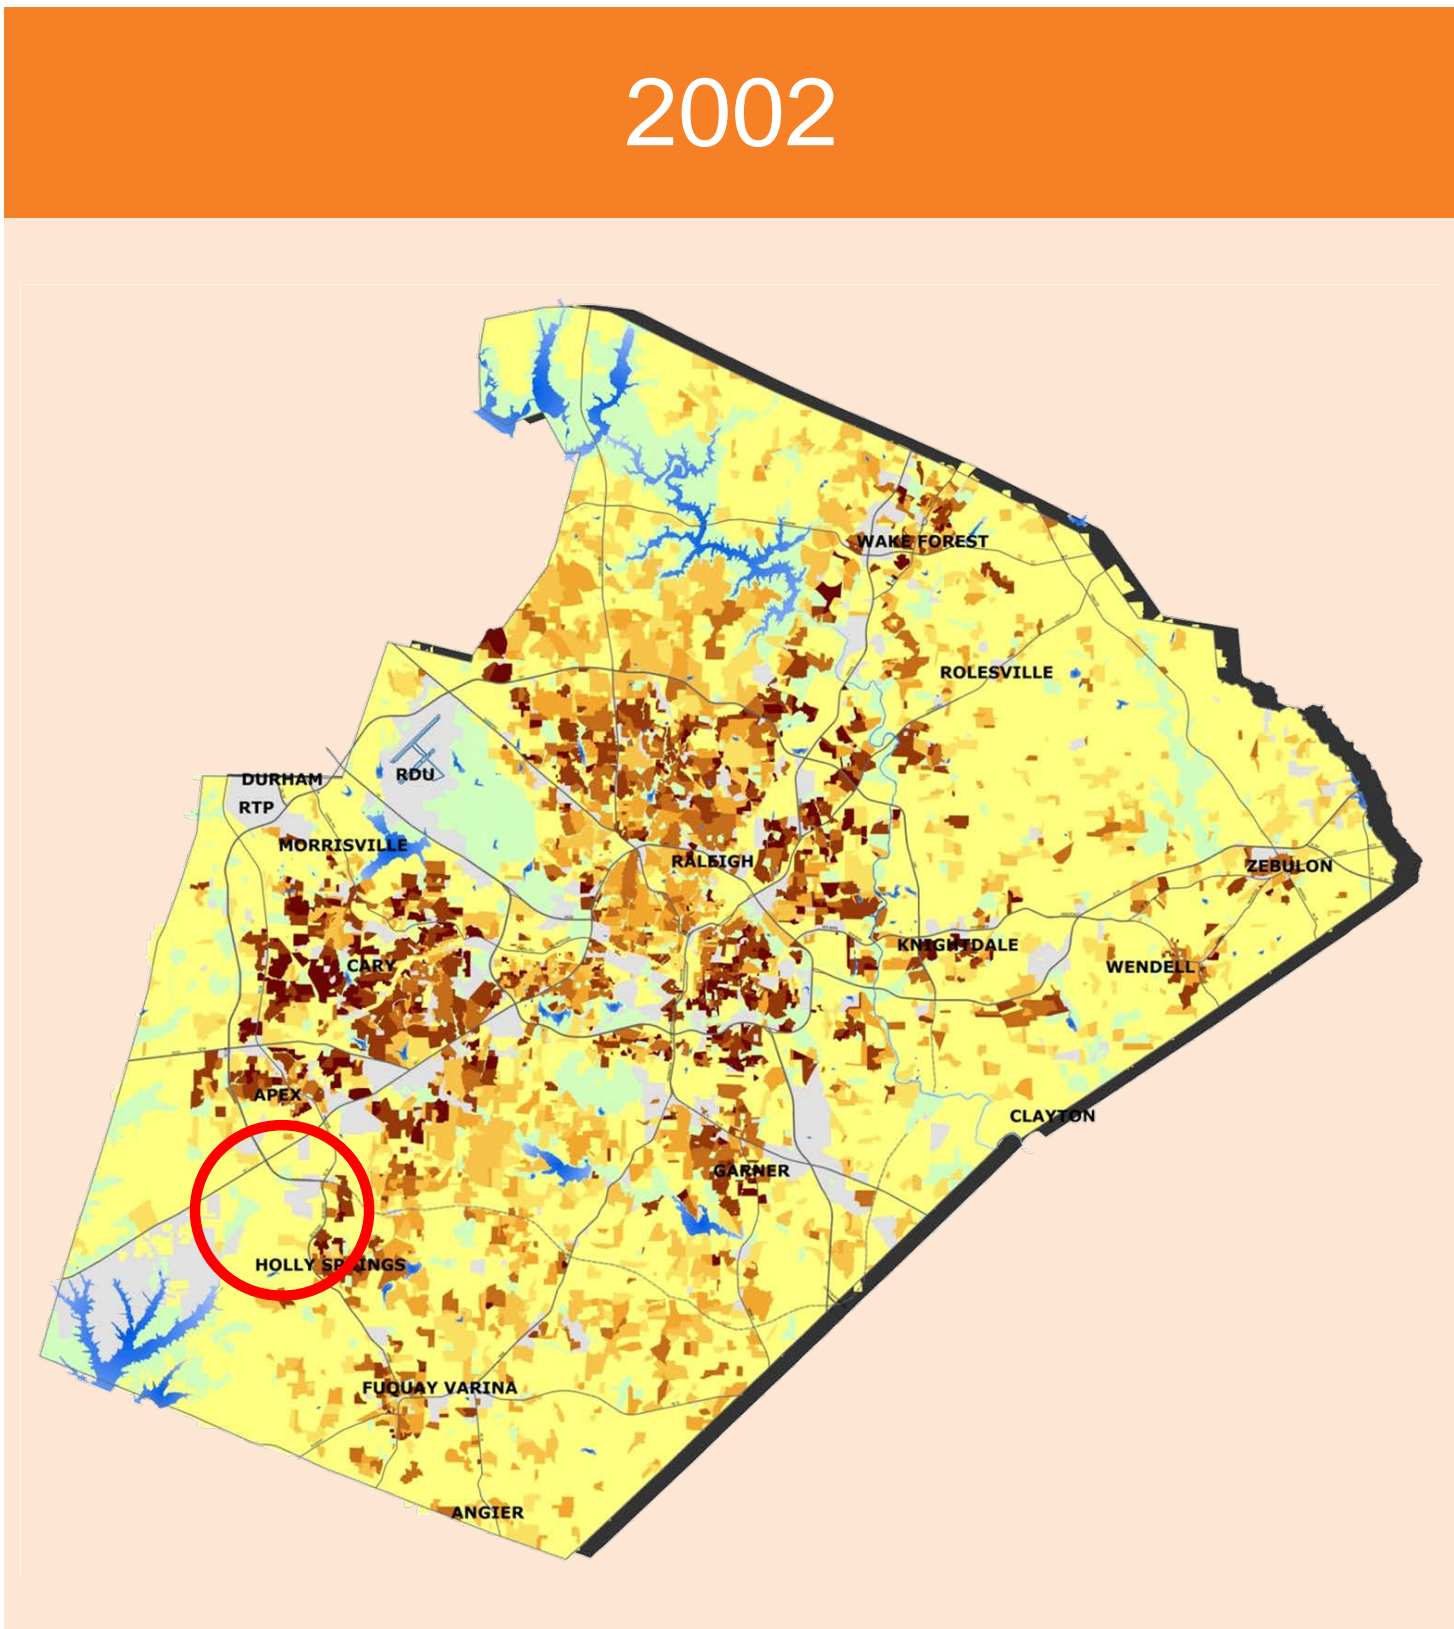 2002
WAKE FOREST
ROLESVILLE
DURHAM
RDU
RTP
MORRISVILLE
RALEIGH
ZEBULON
KNIGHTDALE
CARY
WENDELL
APEX
CLAYTON
GARNER
HOLLY SPRINGS
FUQUAY VARINA
ANGIER